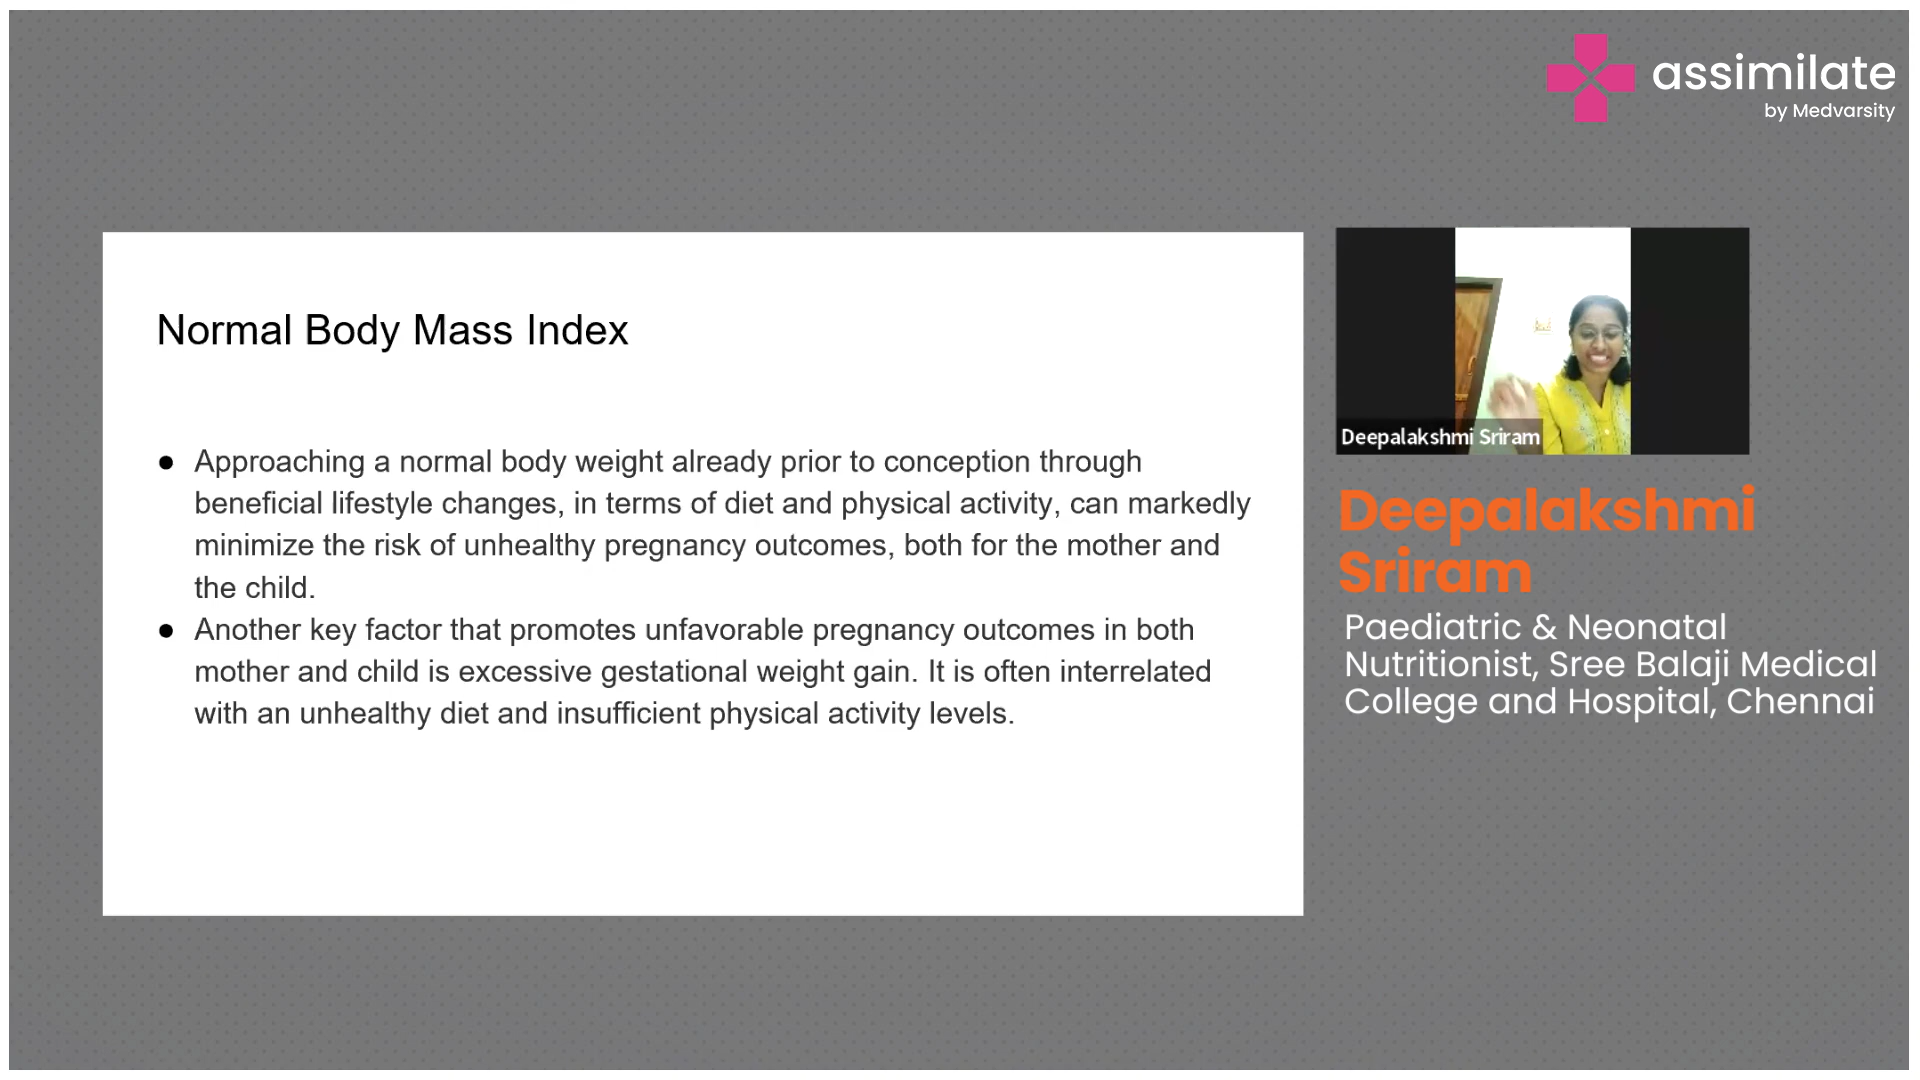 assimilate
by Medvarsity
Normal Body Mass Index
● Approaching a normal body weight already prior to conception through
beneficial lifestyle changes, in terms of diet and physical activity, can markedly
minimize the risk of unhealthy pregnancy outcomes, both for the mother and
the child.
● Another key factor that promotes unfavorable pregnancy outcomes in both
mother and child is excessive gestational weight gain. It is often interrelated
with an unhealthy diet and insufficient physical activity levels.
Deepalakshmi Sriram
Deepalakshmi
Sriram
Paediatric & Neonatal
Nutritionist, Sree Balaji Medical
College and Hospital, Chennai